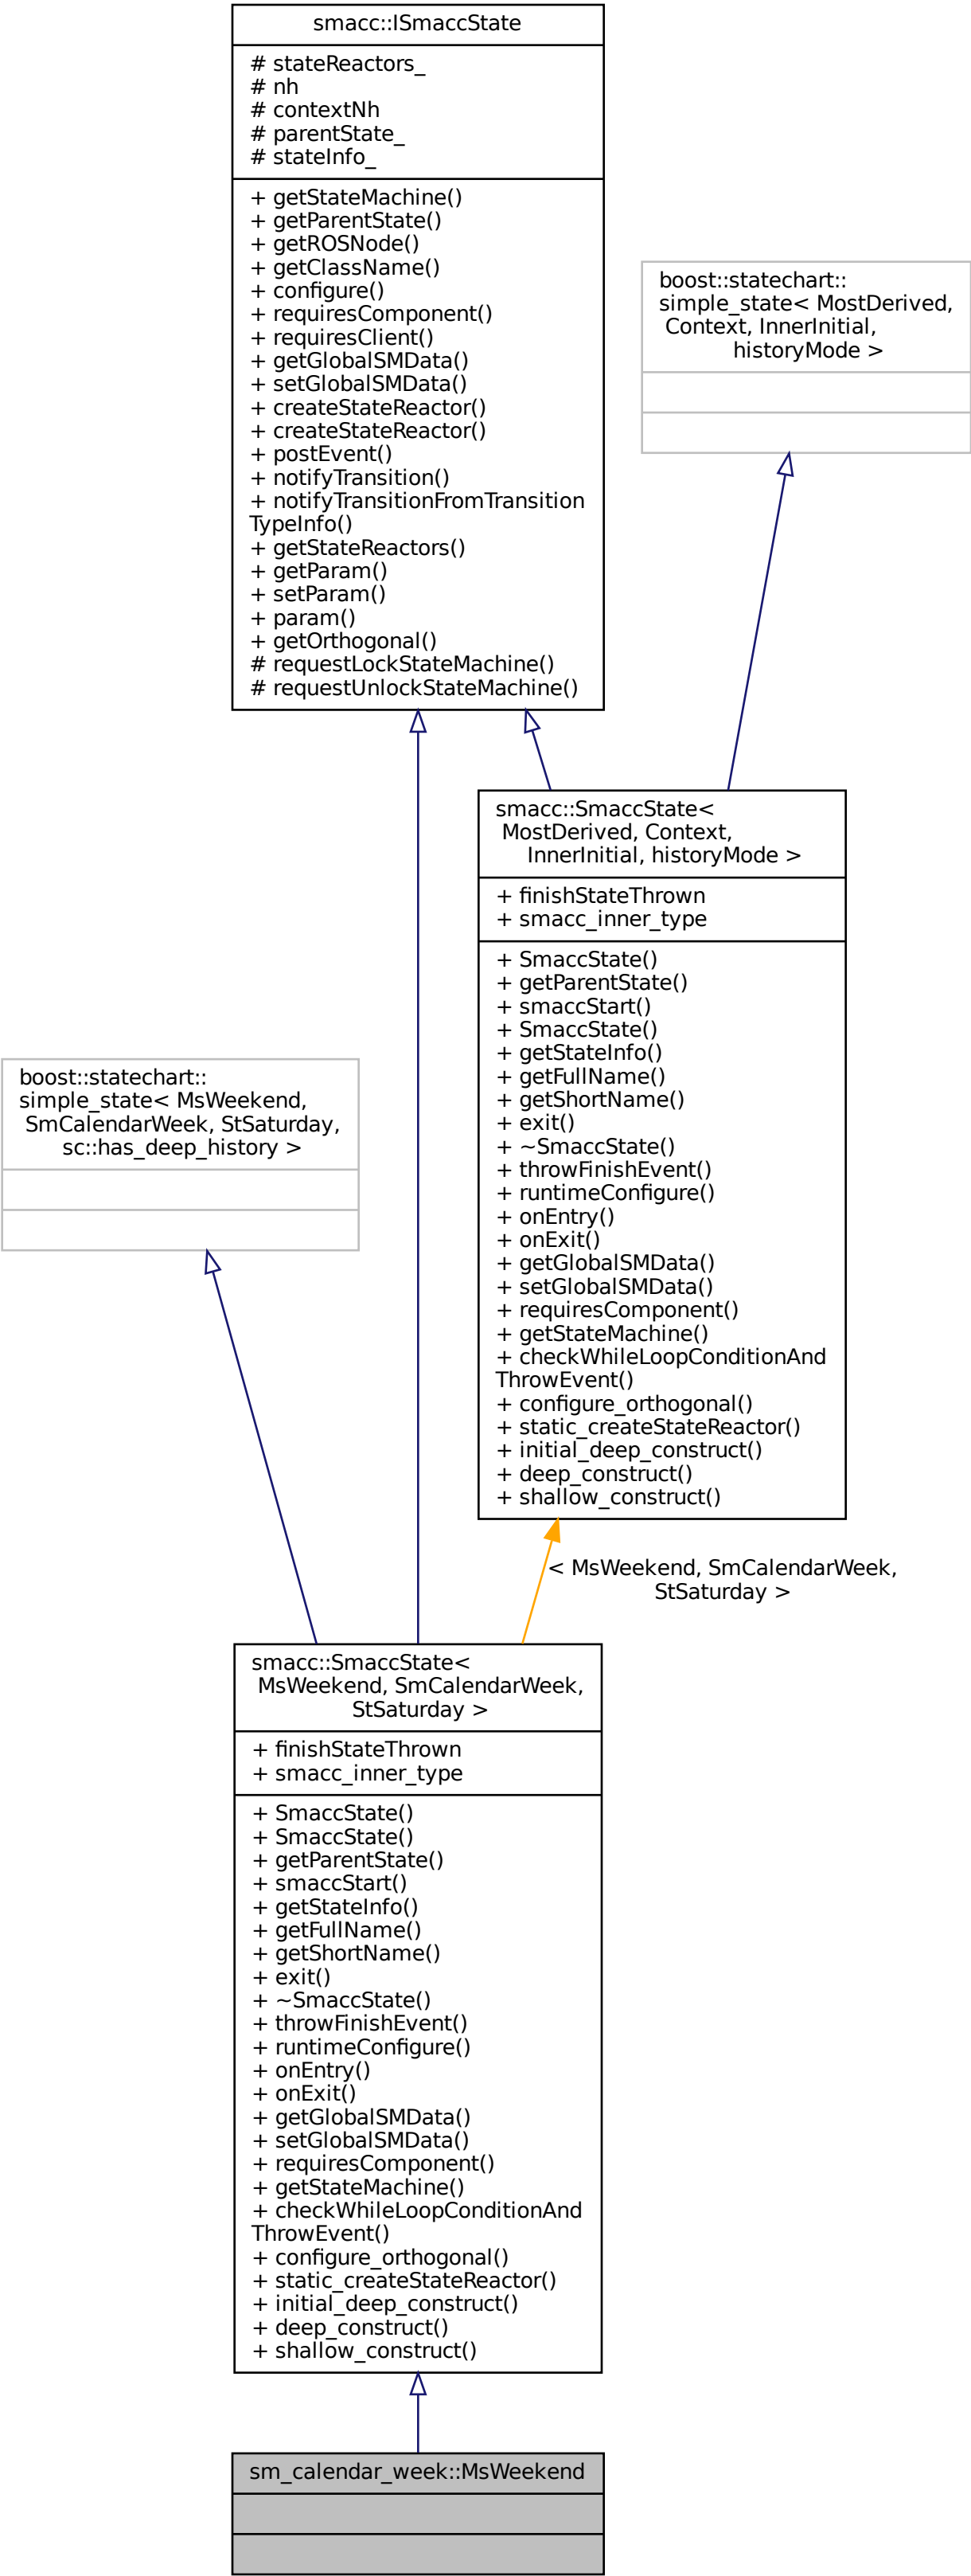 smacc::ISmaccState
# stateReactors_
# nh
# contextNh
# parentState_
# stateInfo_
+ getStateMachine()
+ getParentState()
+ getROSNode()
+ getClassName()
+ configure()
+ requiresComponent()
+ requiresClient()
+ getGlobalSMData()
+ setGlobalSMData()
+ createStateReactor()
+ createStateReactor()
+ postEvent()
+ notifyTransition()
+ notifyTransitionFromTransition
TypeInfo()
+ getStateReactors()
+ getParam()
+ setParam()
+ param()
+ getOrthogonal()
# requestLockStateMachine()
# requestUnlockStateMachine()
boost::statechart::
simple_state< MostDerived,
Context, InnerInitial,
historyMode >
smacc::SmaccState<
MostDerived, Context,
InnerInitial, historyMode >
+ finishStateThrown
+ smacc_inner_type
+ SmaccState()
+ getParentState()
+ smaccStart()
+ SmaccState()
+ getStateInfo()
+ getFullName()
+ getShortName()
+ exit()
+ ~SmaccState()
+ throwFinishEvent()
+ runtimeConfigure()
+ onEntry()
+ onExit()
+ getGlobalSMData()
+ setGlobalSMData()
+ requiresComponent()
+ getStateMachine()
+ checkWhileLoopConditionAnd
ThrowEvent()
+ configure_orthogonal()
+ static_createStateReactor()
+ initial_deep_construct()
+ deep_construct()
+ shallow_construct()
boost::statechart::
simple_state< MsWeekend,
SmCalendarWeek, StSaturday,
sc::has_deep_history >
< MsWeekend, SmCalendarWeek,
StSaturday >
smacc::SmaccState<
MsWeekend, SmCalendarWeek,
StSaturday >
+ finishStateThrown
+ smacc_inner_type
+ SmaccState()
+ SmaccState()
+ getParentState()
+ smaccStart()
+ getStateInfo()
+ getFullName()
+ getShortName()
+ exit()
+ ~SmaccState()
+ throwFinishEvent()
+ runtimeConfigure()
+ onEntry()
+ onExit()
+ getGlobalSMData()
+ setGlobalSMData()
+ requiresComponent()
+ getStateMachine()
+ checkWhileLoopConditionAnd
ThrowEvent()
+ configure_orthogonal()
+ static_createStateReactor()
+ initial_deep_construct()
+ deep_construct()
+ shallow_construct()
sm_calendar_week::MsWeekend